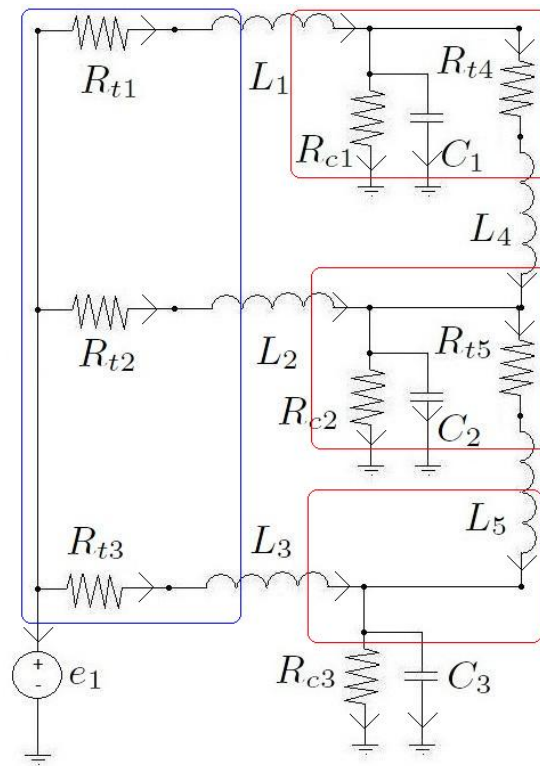 R_{t1}
L_1
R_{t4}
R_{c1}
C_1
L_4
R_{t2}
L_2
R_{t5}
R_{c2}
C_2
R_{t3}
L_3
L_5
+
-
e_1
R_{c3}
C_3